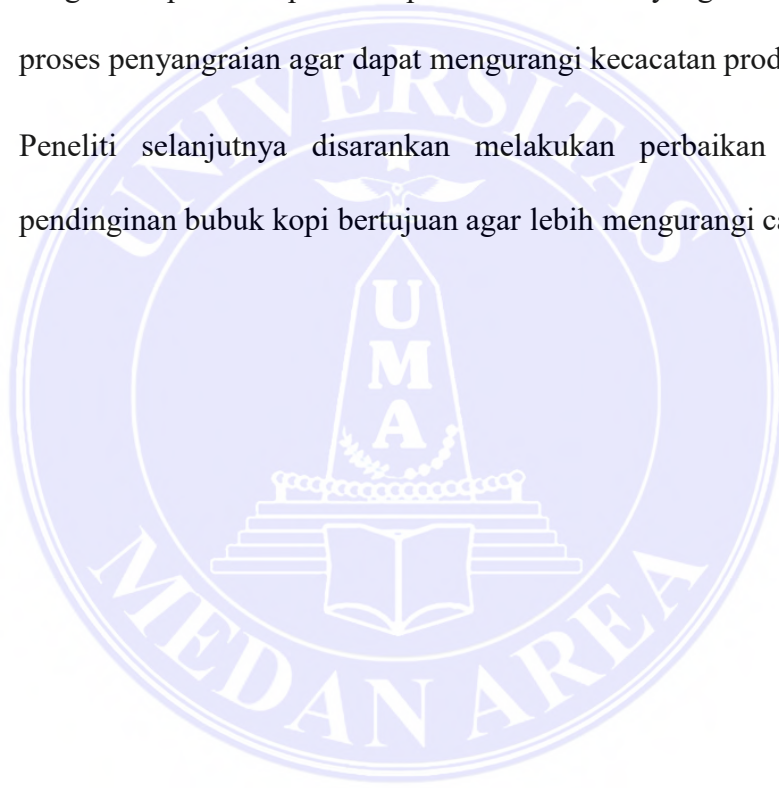 proses penyangraian agar dapat mengurangi kecacatan prod
Peneliti selanjutnya disarankan melakukan perbaikan
pendinginan bubuk kopi bertujuan agar lebih mengurangi ca
UNIVERSITAS
UMA
MEDAN AREA